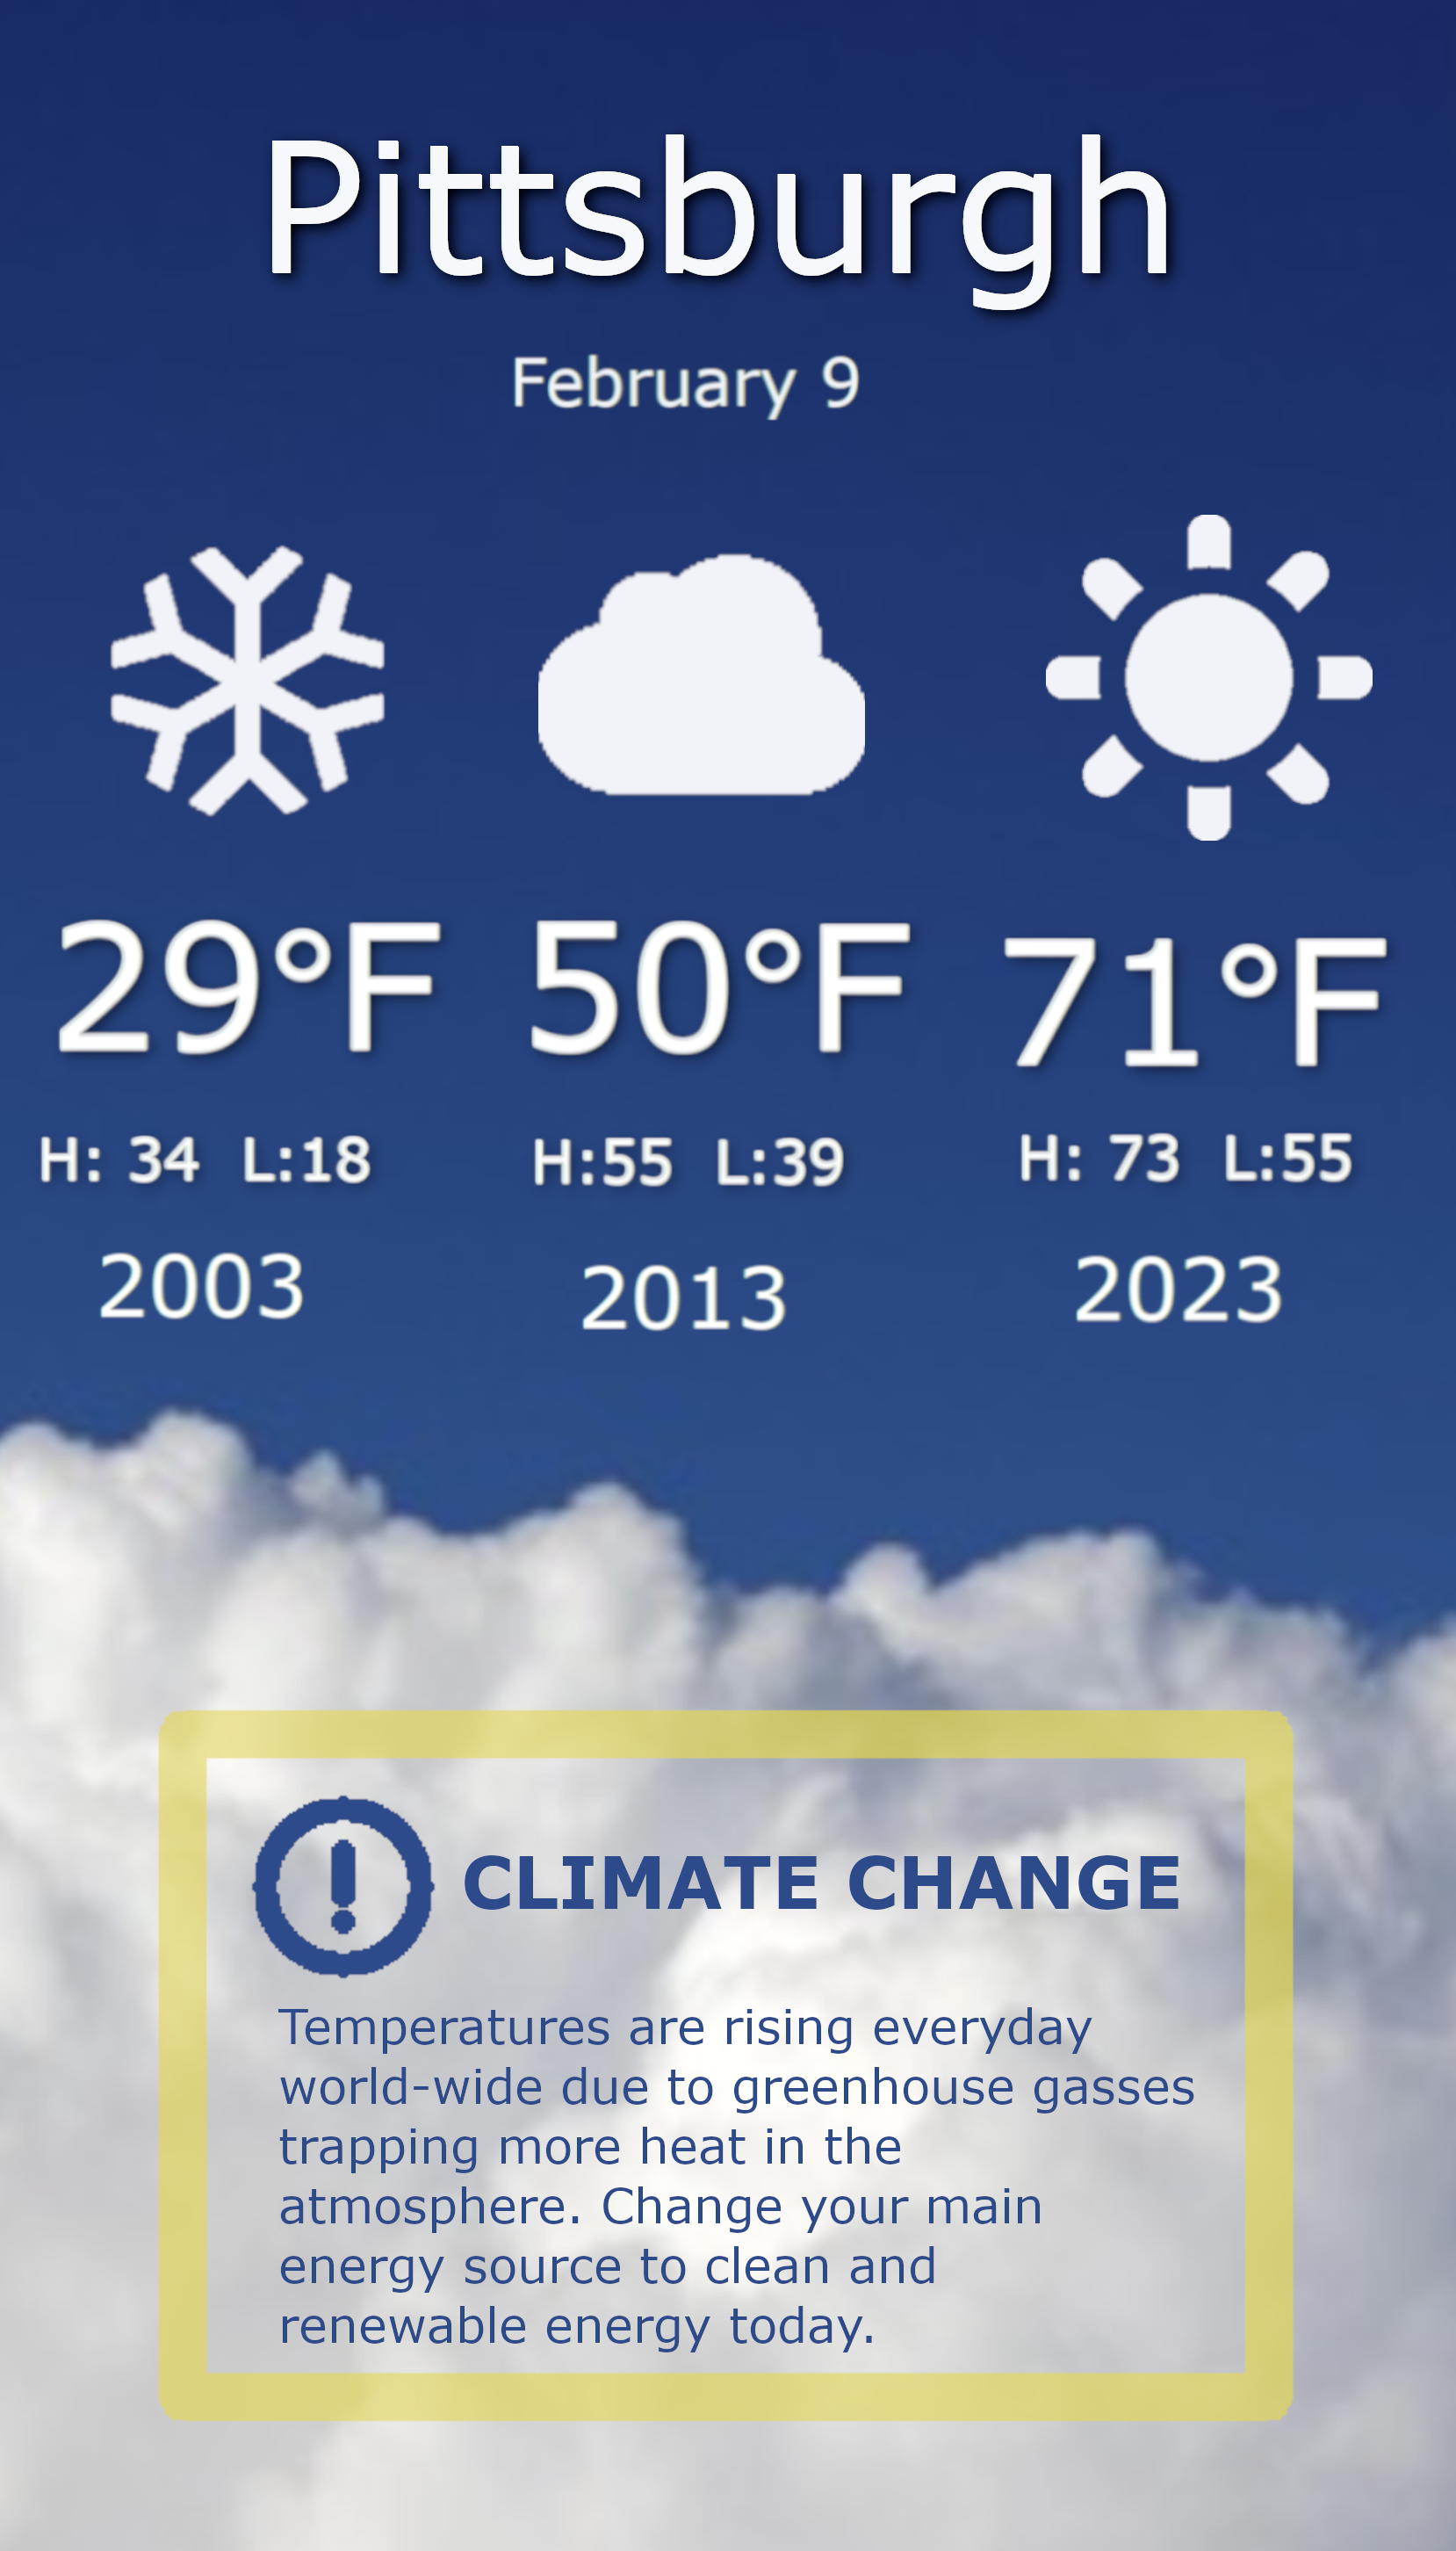 Pittsburgh
February 9
29°F 50°F 71°F
H: 34 L:18 H:55 L:39 H: 73 L:55
2003 2013 2023
CLIMATE CHANGE
Temperatures are rising everyday
world-wide due to greenhouse gasses
trapping more heat in the
atmosphere. Change your main
energy source to clean and
renewable energy today.